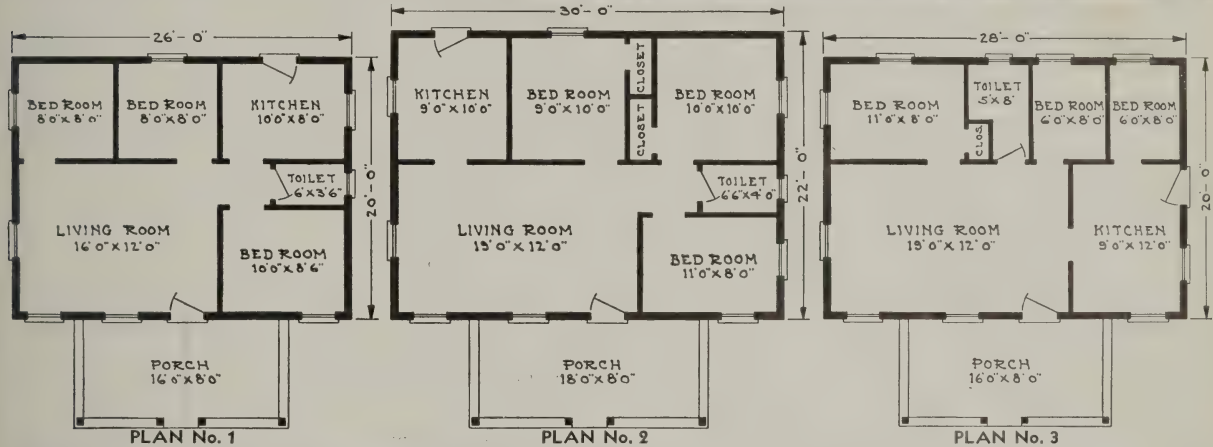 26'-0"
BED ROOM
8'0"X8'0"
BED ROOM
8'0"X8'0"
KITCHEN
10'0"X8'0"
TOILET
6'X3'6"
20'-0"
LIVING ROOM
16'0"X12'0"
BED ROOM
10'0"X8'6"
PORCH
16'0"X8'0"
PLAN No. 1
30'-0"
KITCHEN
9'0"X10'0"
BED ROOM
9'0"X10'0"
CLOSET
CLOSET
BED ROOM
10'0"X10'0"
TOILET
6'6"X4'0"
22'-0"
LIVING ROOM
19'0"X12'0"
BED ROOM
11'0"X8'0"
PORCH
18'0"X8'0"
PLAN No. 2
28'-0"
BED ROOM
11'0"X8'0"
TOILET
5'X8'
CLOS.
BED ROOM
6'0"X8'0"
BED ROOM
6'0"X8'0"
20'-0"
LIVING ROOM
19'0"X12'0"
KITCHEN
9'0"X12'0"
PORCH
16'0"X8'0"
PLAN No. 3